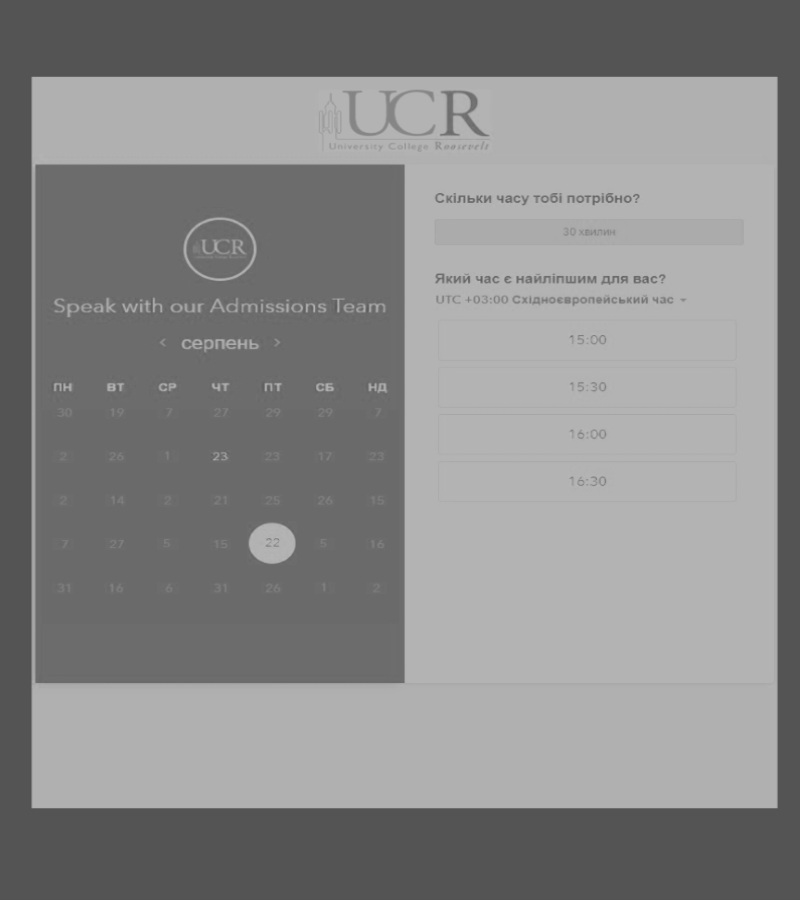 UCR
University College Roosevelt
UCR
Speak with our Admissions Team
< серпень >
ПН ВТ СР ЧТ ПТ СБ НД
30 19 7 27 29 29 7
2 26 1 23 23 17 23
2 14 2 21 25 26 15
7 27 5 15 22 5 16
31 16 6 31 26 1 2
Скільки часу тобі потрібно?
30 хвилин
Який час є найліпшим для вас?
UTC +03:00 Східноєвропейський час
15:00
15:30
16:00
16:30